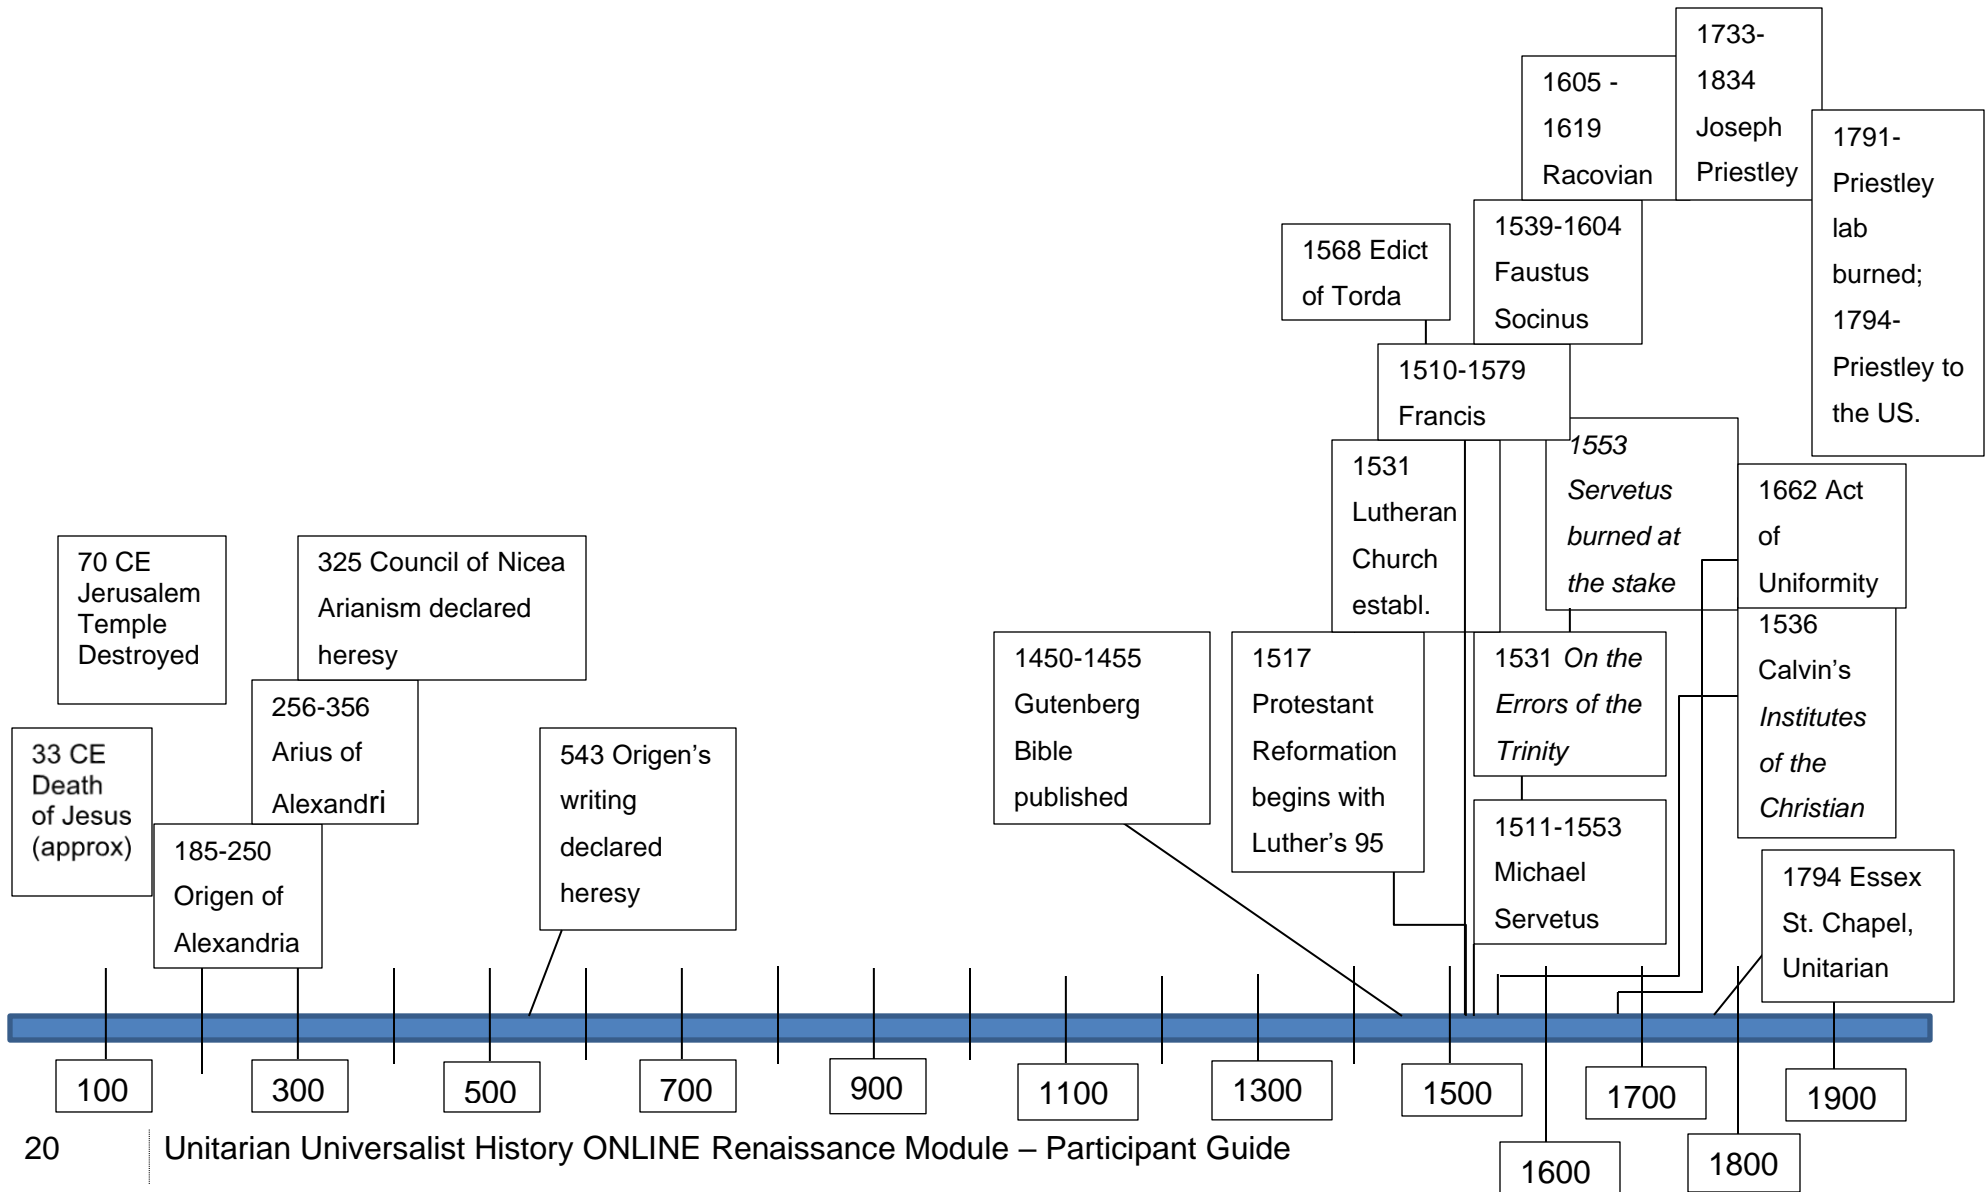 1733-
1834
Joseph
Priestley
1605 -
1619
Racovian
1791-
Priestley
lab
burned;
1794-
Priestley to
the US.
1568 Edict
of Torda
1539-1604
Faustus
Socinus
1510-1579
Francis
1553
Servetus
burned at
the stake
1531
Lutheran
Church
establ.
1662 Act
of
Uniformity
70 CE
Jerusalem
Temple
Destroyed
325 Council of Nicea
Arianism declared
heresy
1450-1455
Gutenberg
Bible
published
1517
Protestant
Reformation
begins with
Luther's 95
1531 On the
Errors of the
Trinity
1536
Calvin's
Institutes
of the
Christian
256-356
Arius of
Alexandri
33 CE
Death
of Jesus
(approx)
543 Origen's
writing
declared
heresy
185-250
Origen of
Alexandria
1511-1553
Michael
Servetus
1794 Essex
St. Chapel,
Unitarian
100
300
500
700
900
1100
1300
1500
1700
1900
1600
1800
20
Unitarian Universalist History ONLINE Renaissance Module – Participant Guide